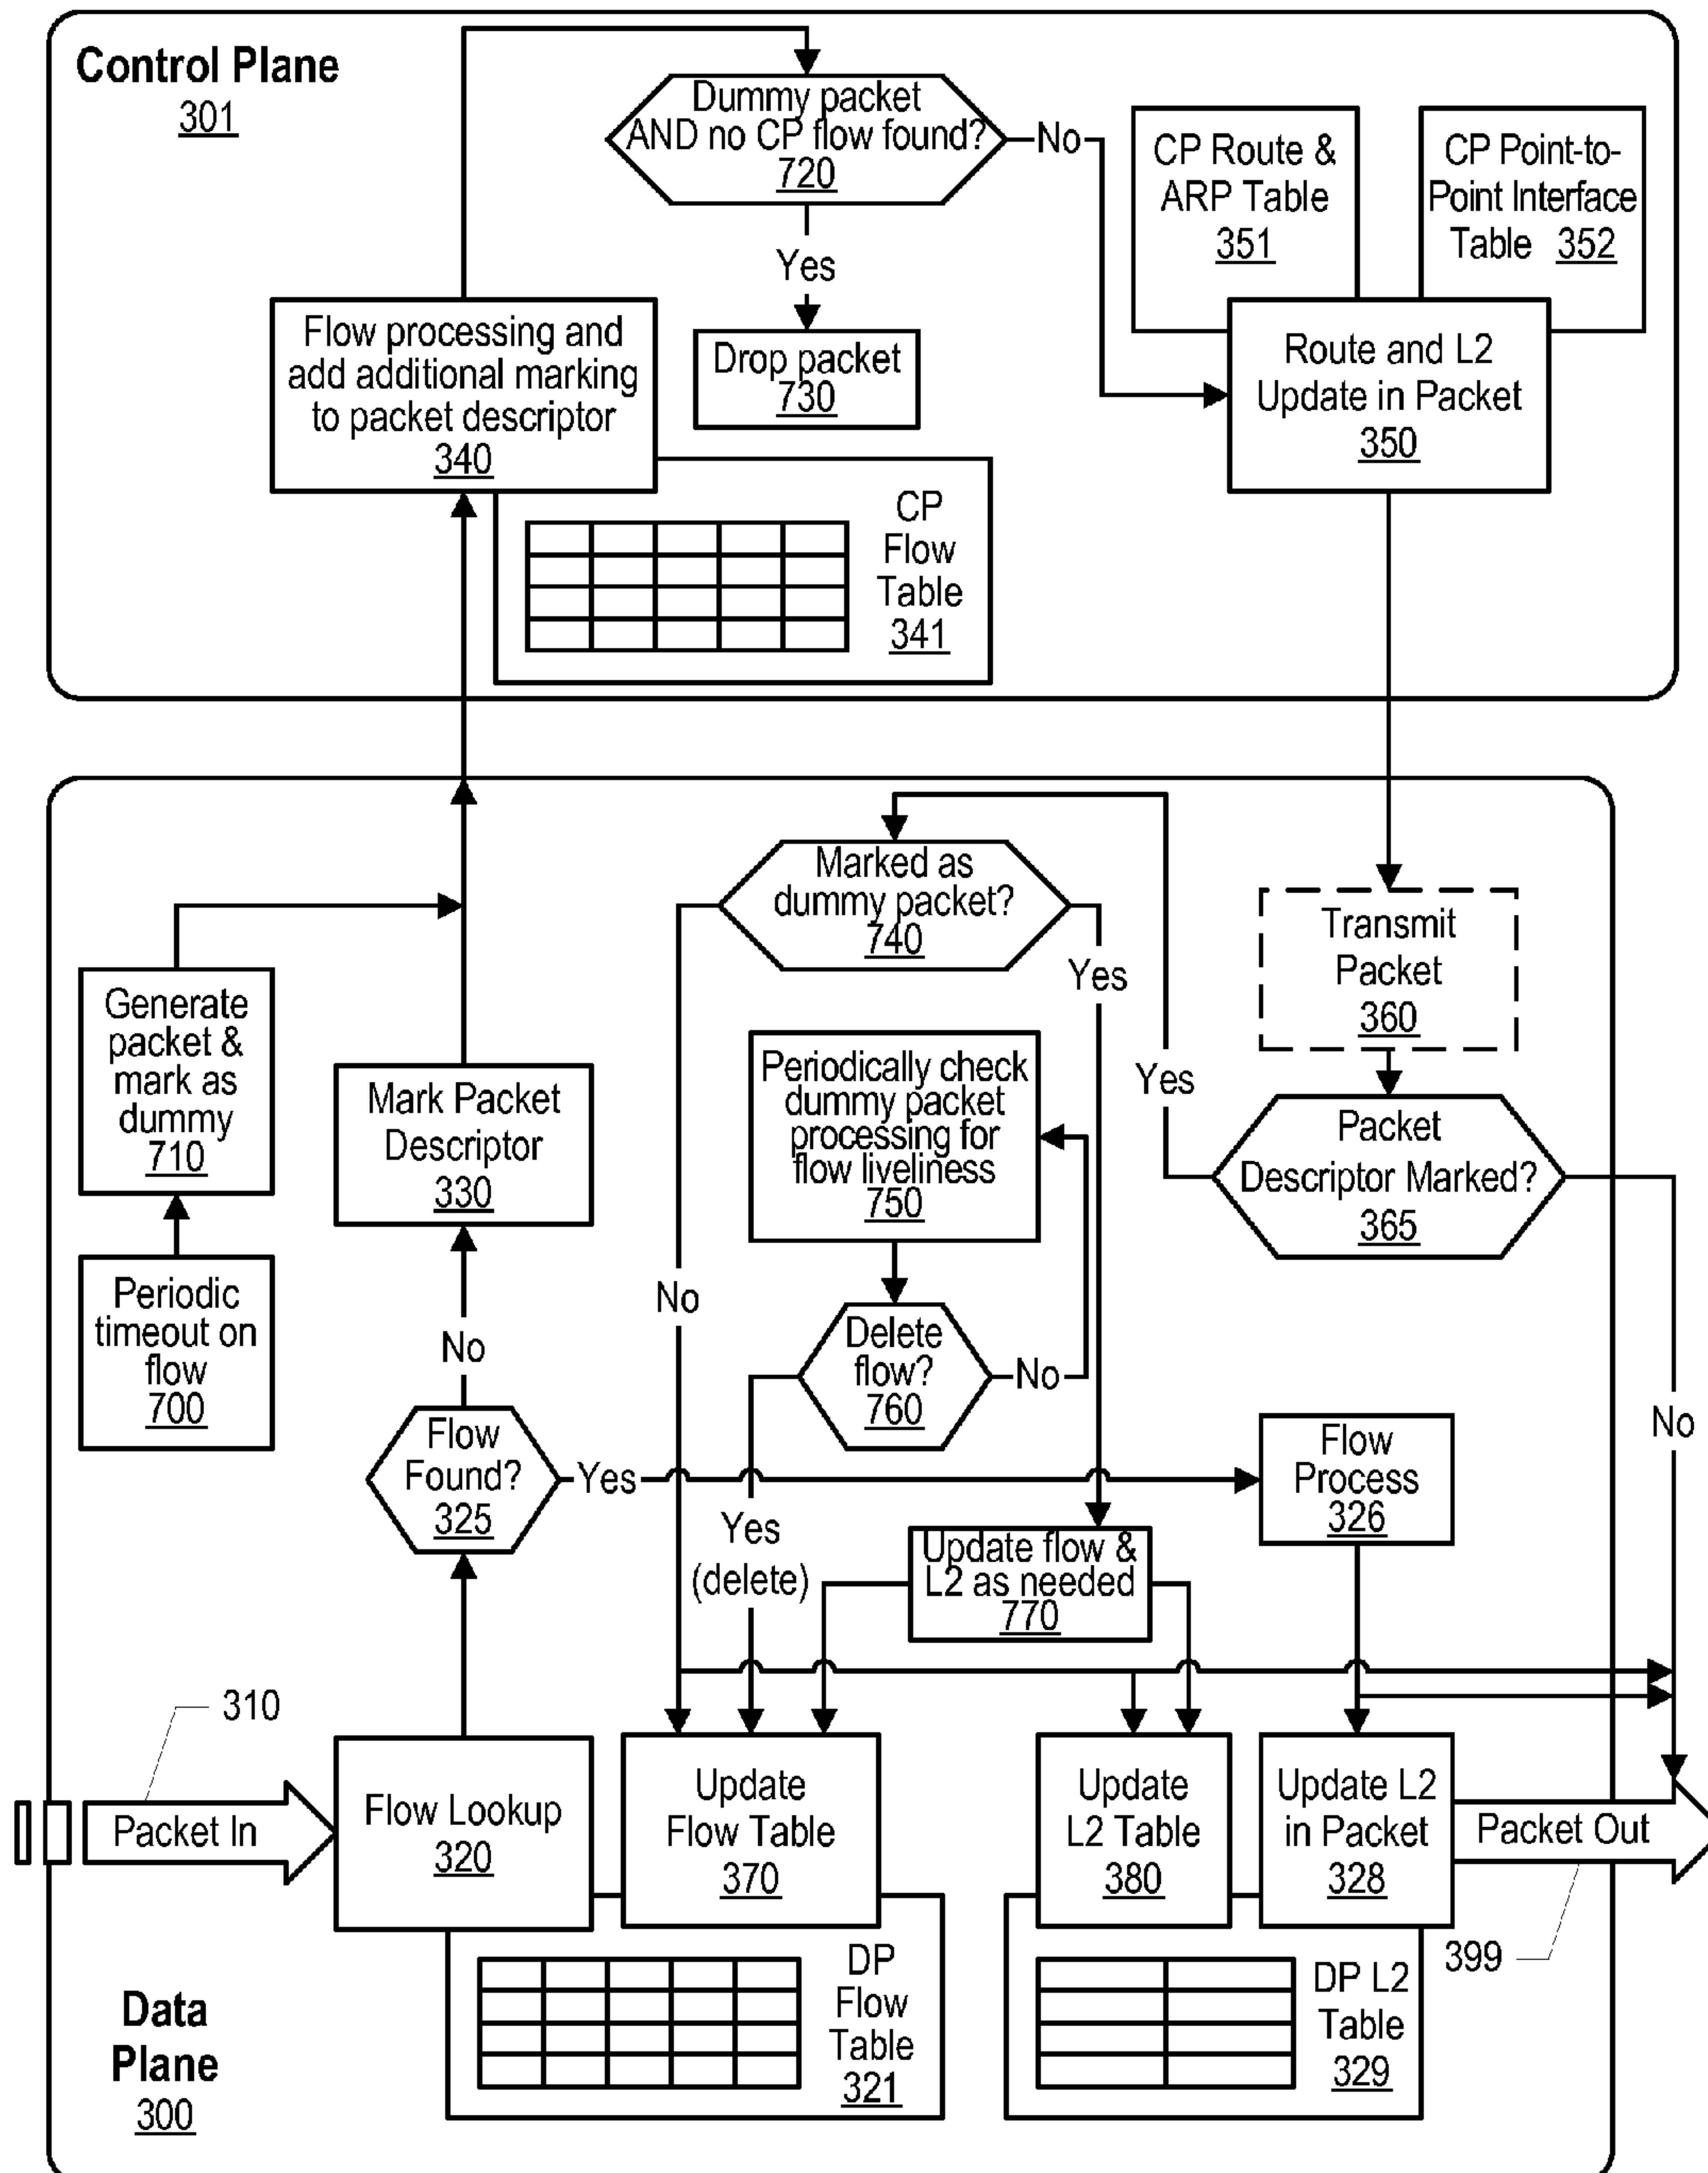 Control Plane
301
Dummy packet
AND no CP flow found?
720
No
Yes
Drop packet
730
CP Route &
ARP Table
351
CP Point-to-
Point Interface
Table 352
Flow processing and
add additional marking
to packet descriptor
340
Route and L2
Update in Packet
350
CP
Flow
Table
341
Marked as
dummy packet?
740
Yes
No
Transmit
Packet
360
Generate
packet &
mark as
dummy
710
Mark Packet
Descriptor
330
Periodically check
dummy packet
processing for
flow liveliness
750
Yes
Packet
Descriptor Marked?
365
No
Periodic
timeout on
flow
700
No
Delete
flow?
760
No
Yes
(delete)
Flow
Found?
325
Yes
Flow
Process
326
Update flow &
L2 as needed
770
310
Packet In
Flow Lookup
320
Update
Flow Table
370
Update
L2 Table
380
Update L2
in Packet
328
Packet Out
399
DP
Flow
Table
321
DP L2
Table
329
Data
Plane
300